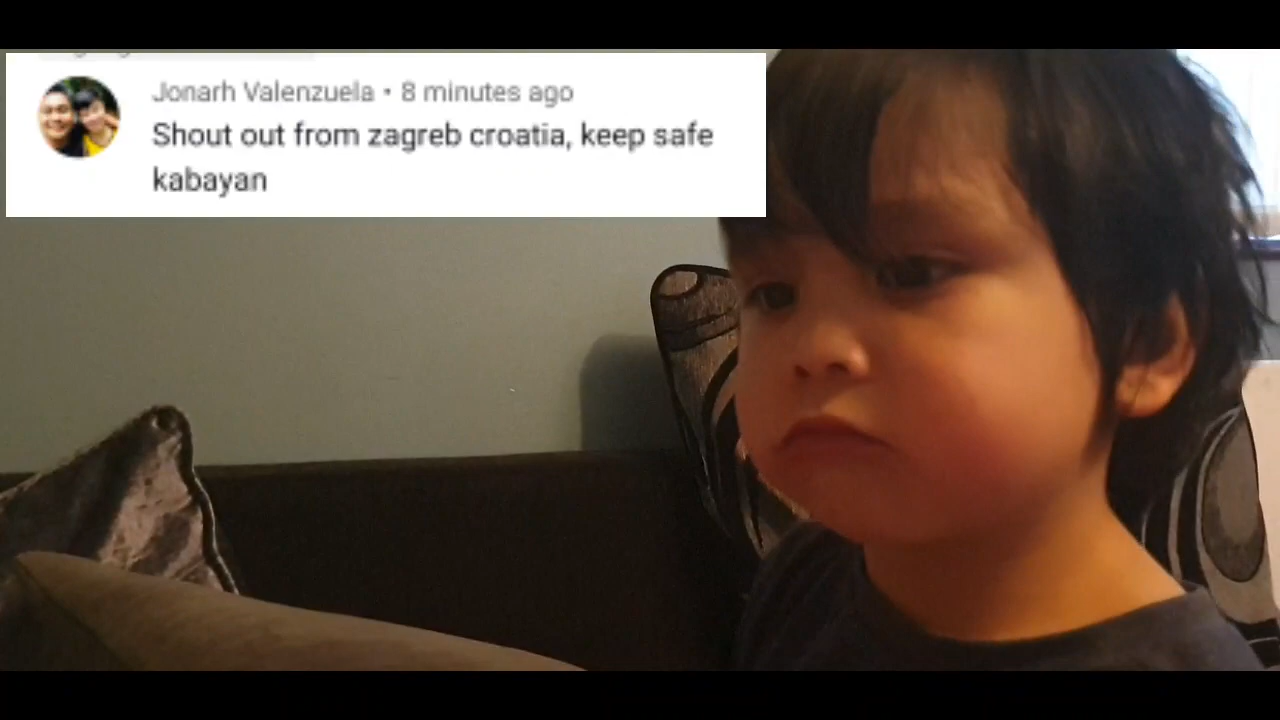 Jonarh Valenzuela • 8 minutes ago
Shout out from zagreb croatia, keep safe
kabayan